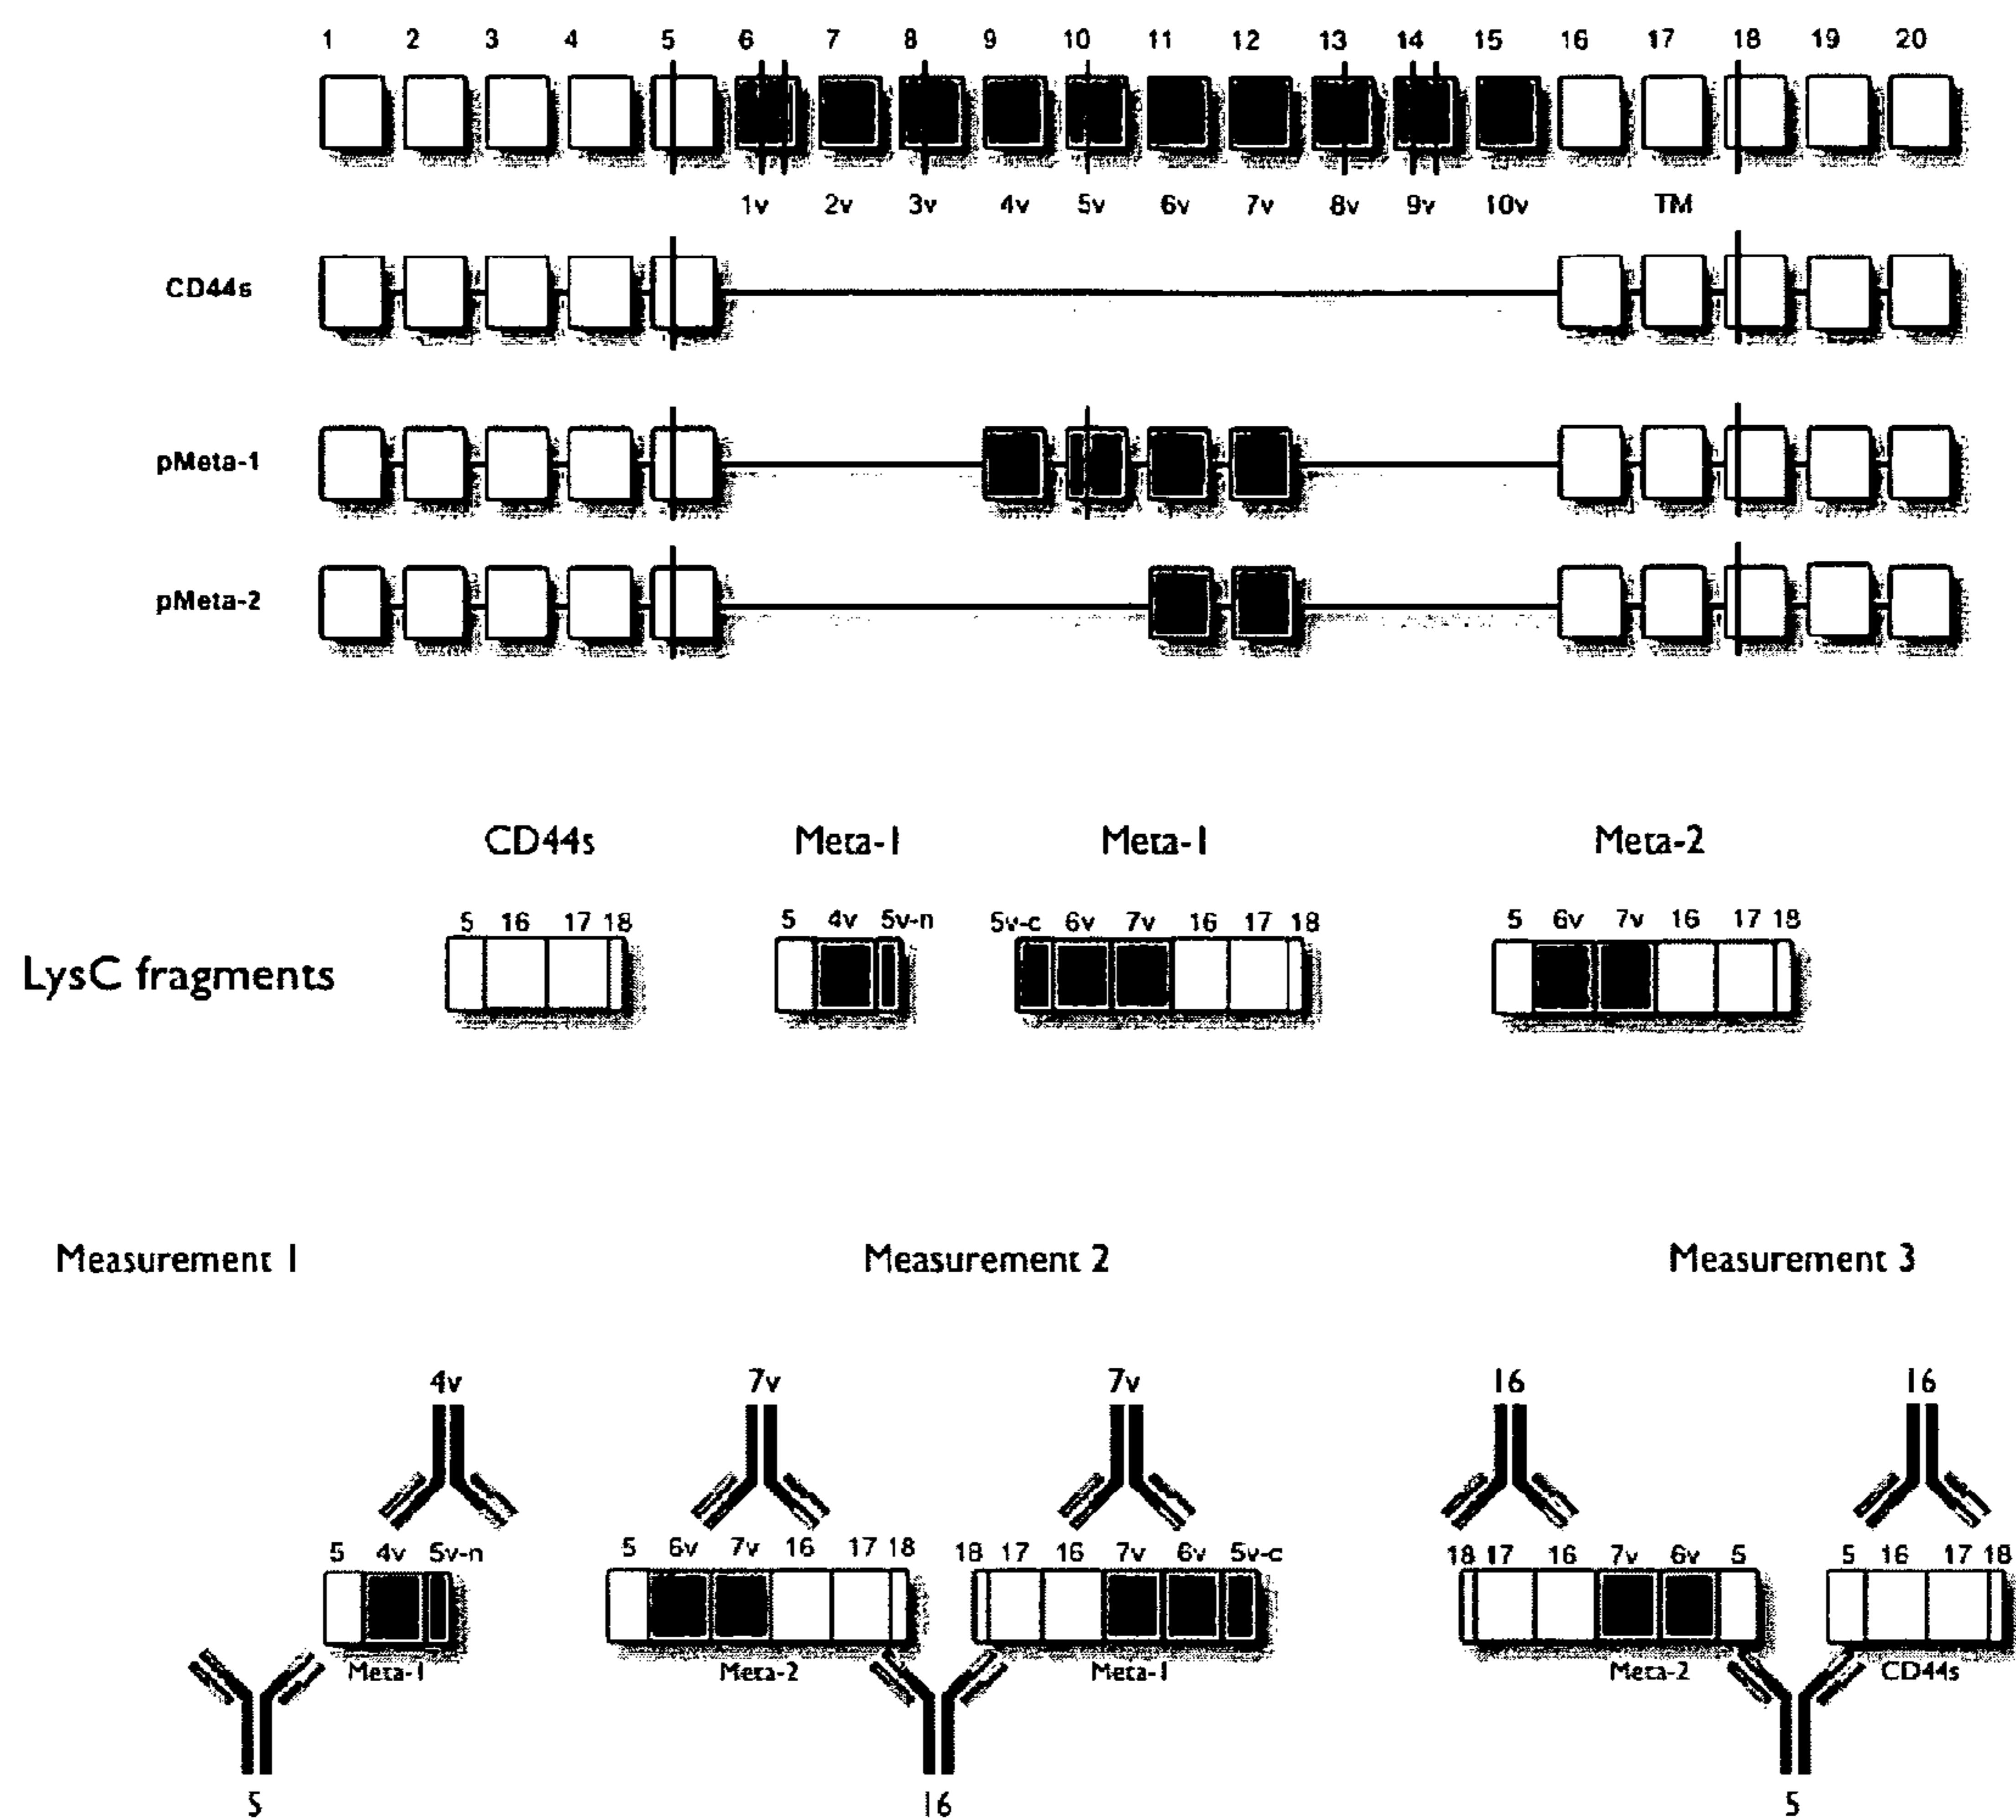 1 2 3 4 5 6 7 8 9 10 11 12 13 14 15 16 17 18 19 20
1v 2v 3v 4v 5v 6v 7v 8v 9v 10v TM
CD44s
pMeta-1
pMeta-2
CD44s Meta-1 Meta-1 Meta-2
5 16 17 18 5 4v 5v-n 5v-c 6v 7v 16 17 18 5 6v 7v 16 17 18
LysC fragments
Measurement 1 Measurement 2 Measurement 3
4v 7v 7v 16 16
5 4v 5v-n 5 6v 7v 16 17 18 18 17 16 7v 6v 5v-c 18 17 16 7v 6v 5 5 16 17 18
Meta-1 Meta-2 Meta-1 Meta-2 CD44s
5 16 5